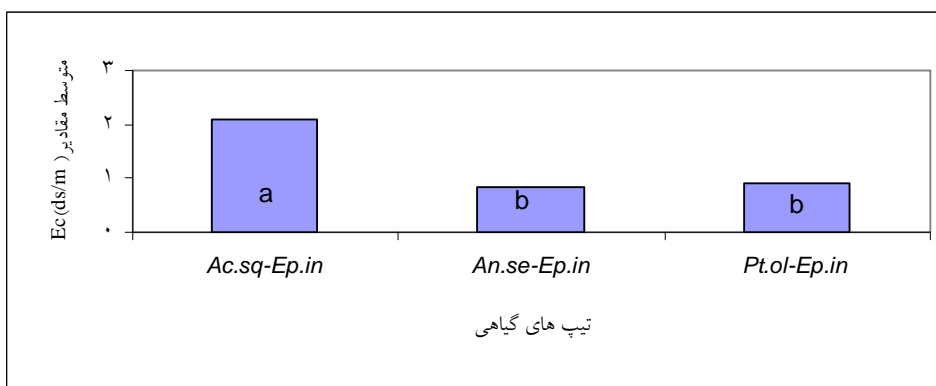 متوسط مقادیر Ec(ds/m)
۳
۲
۱
۰
a
b
b
Ac.sq-Ep.in
An.se-Ep.in
Pt.ol-Ep.in
تیپ های گیاهی